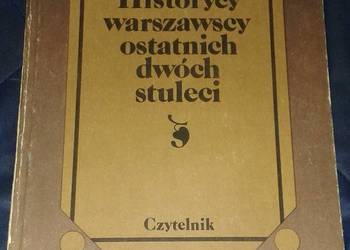 Historycy
warszawscy
ostatnich
dwóch
stuleci
Czytelnik